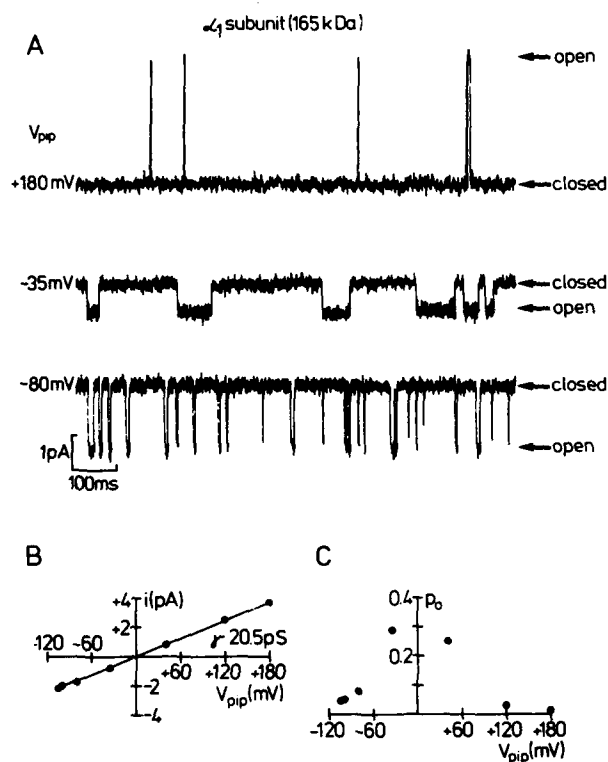 α1 subunit (165 kDa)
A
open
Vpip
+180 mV
closed
-35mV
closed
open
-80mV
closed
open
1pA
100ms
B
+4 i(pA)
+2
-120 -60
γ 20.5pS
+60 +120 +180
-2
Vpip(mV)
-4
C
0.4 po
0.2
-120 -60 +60 +120 +180
Vpip(mV)